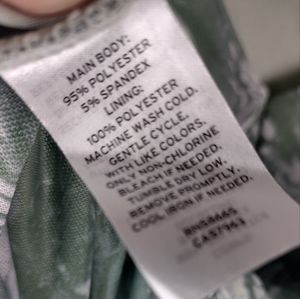 MAIN BODY:
95% POLYESTER
5% SPANDEX
LINING:
100% POLYESTER
MACHINE WASH COLD.
GENTLE CYCLE.
WITH LIKE COLORS.
ONLY NON-CHLORINE
BLEACH IF NEEDED.
TUMBLE DRY LOW.
REMOVE PROMPTLY.
COOL IRON IF NEEDED.
RN58665
CA57963